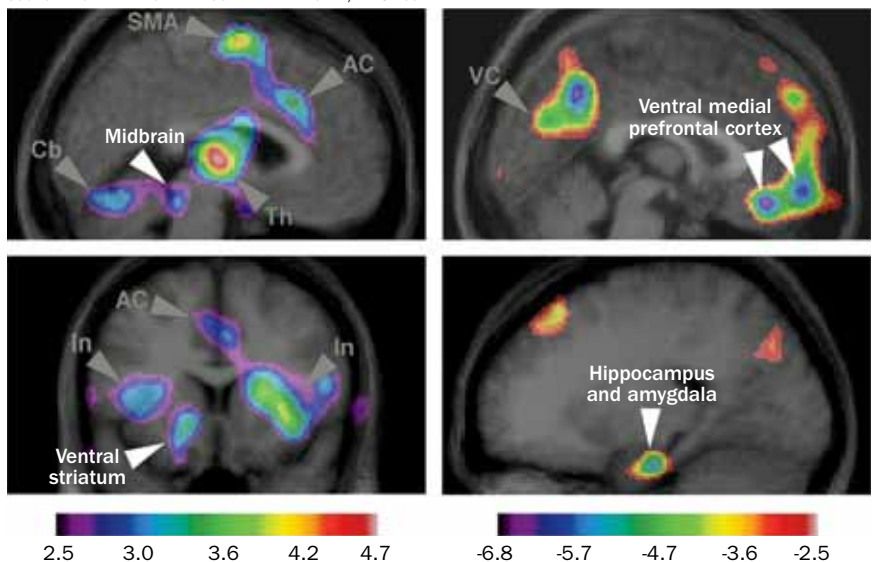 SMA
AC
Cb
Midbrain
Th
VC
Ventral medial
prefrontal cortex
AC
In
In
Ventral
striatum
Hippocampus
and amygdala
2.5 3.0 3.6 4.2 4.7
-6.8 -5.7 -4.7 -3.6 -2.5